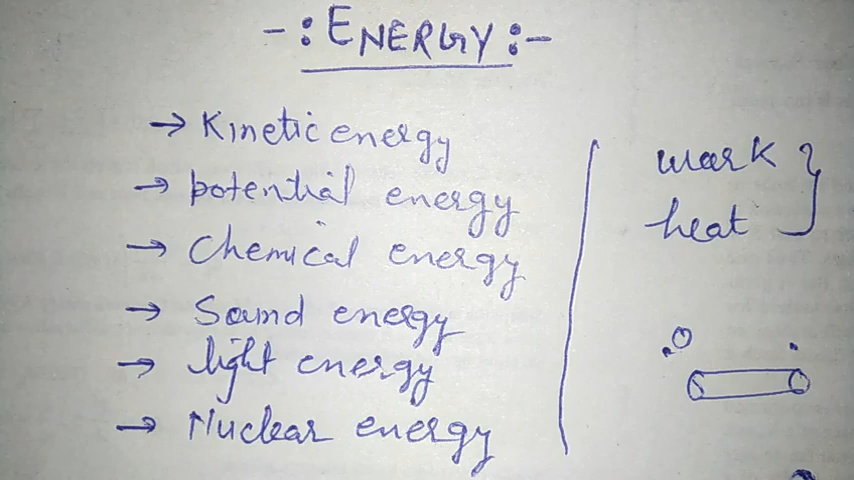 -: ENERGY :-
→ Kinetic energy
→ potential energy
→ Chemical energy
→ Sound energy
→ light energy
→ Nuclear energy
work
heat